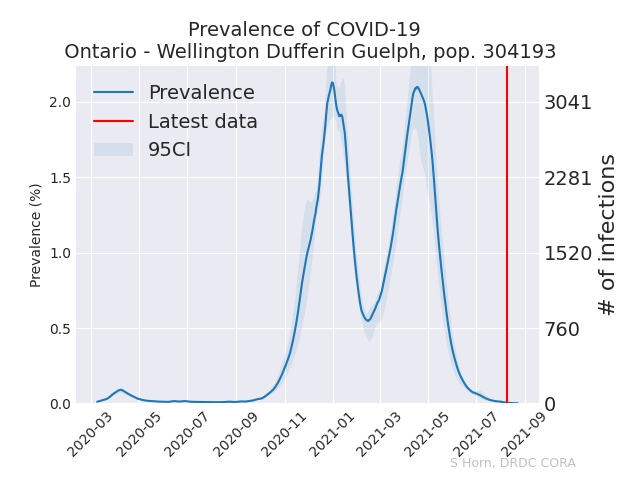 Prevalence of COVID-19
Ontario - Wellington Dufferin Guelph, pop. 304193
Prevalence
Latest data
95CI
Prevalence (%)
2.0
1.5
1.0
0.5
0.0
3041
2281
1520
760
0
# of infections
2020-03
2020-05
2020-07
2020-09
2020-11
2021-01
2021-03
2021-05
2021-07
2021-09
S Horn, DRDC CORA